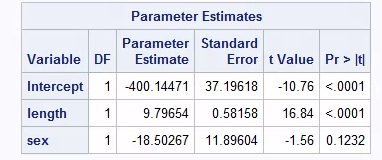 Parameter Estimates
Variable DF Parameter Estimate Standard Error t Value Pr > |t|
Intercept 1 -400.14471 37.19618 -10.76 <.0001
length 1 9.79654 0.58158 16.84 <.0001
sex 1 -18.50267 11.89604 -1.56 0.1232